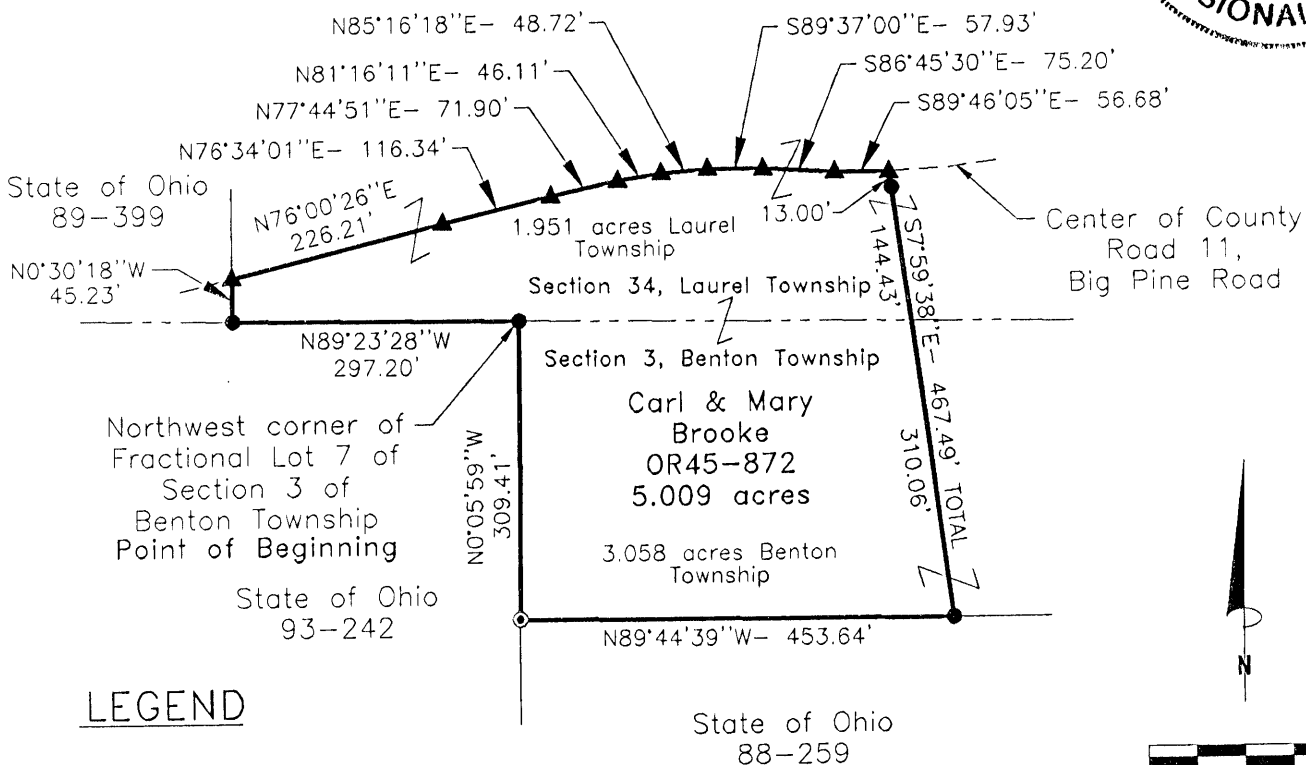 SIONAL
N85°16'18''E- 48.72'
S89°37'00''E- 57.93'
N81°16'11''E- 46.11'
S86°45'30''E- 75.20'
N77°44'51''E- 71.90'
S89°46'05''E- 56.68'
N76°34'01''E- 116.34'
State of Ohio
89-399
N76°00'26''E
226.21'
1.951 acres Laurel
Township
13.00'
Center of County
Road 11,
Big Pine Road
N0°30'18''W
45.23'
Section 34, Laurel Township
144.43'
S7°59'38''E- 467.49' TOTAL
310.06'
N89°23'28''W
297.20'
Section 3, Benton Township
Carl & Mary
Brooke
OR45-872
5.009 acres
Northwest corner of
Fractional Lot 7 of
Section 3 of
Benton Township
Point of Beginning
N0°05'59''W
309.41'
3.058 acres Benton
Township
State of Ohio
93-242
N89°44'39''W- 453.64'
N
LEGEND
State of Ohio
88-259